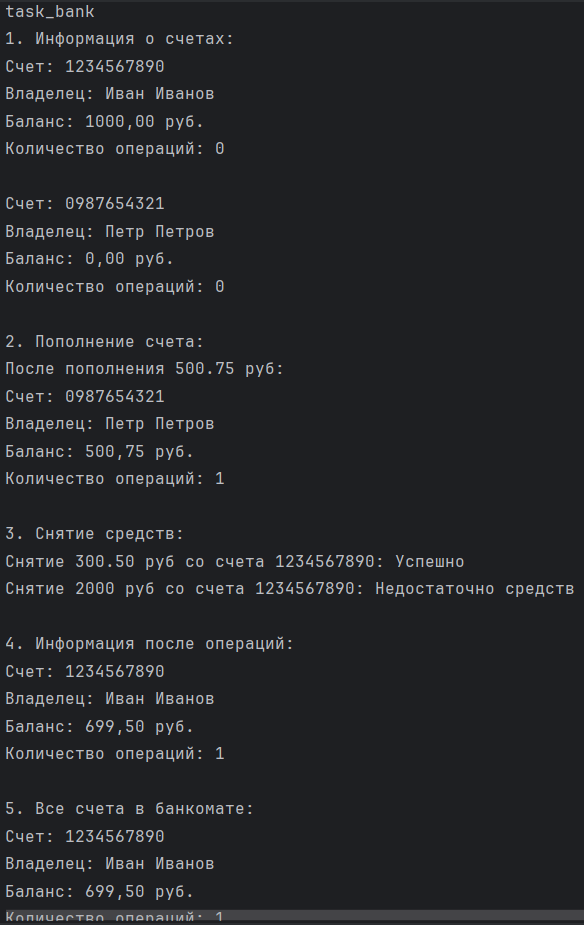 task_bank
1. Информация о счетах:
Счет: 1234567890
Владелец: Иван Иванов
Баланс: 1000,00 руб.
Количество операций: 0
Счет: 0987654321
Владелец: Петр Петров
Баланс: 0,00 руб.
Количество операций: 0
2. Пополнение счета:
После пополнения 500.75 руб:
Счет: 0987654321
Владелец: Петр Петров
Баланс: 500,75 руб.
Количество операций: 1
3. Снятие средств:
Снятие 300.50 руб со счета 1234567890: Успешно
Снятие 2000 руб со счета 1234567890: Недостаточно средств
4. Информация после операций:
Счет: 1234567890
Владелец: Иван Иванов
Баланс: 699,50 руб.
Количество операций: 1
5. Все счета в банкомате:
Счет: 1234567890
Владелец: Иван Иванов
Баланс: 699,50 руб.
Количество операций: 1